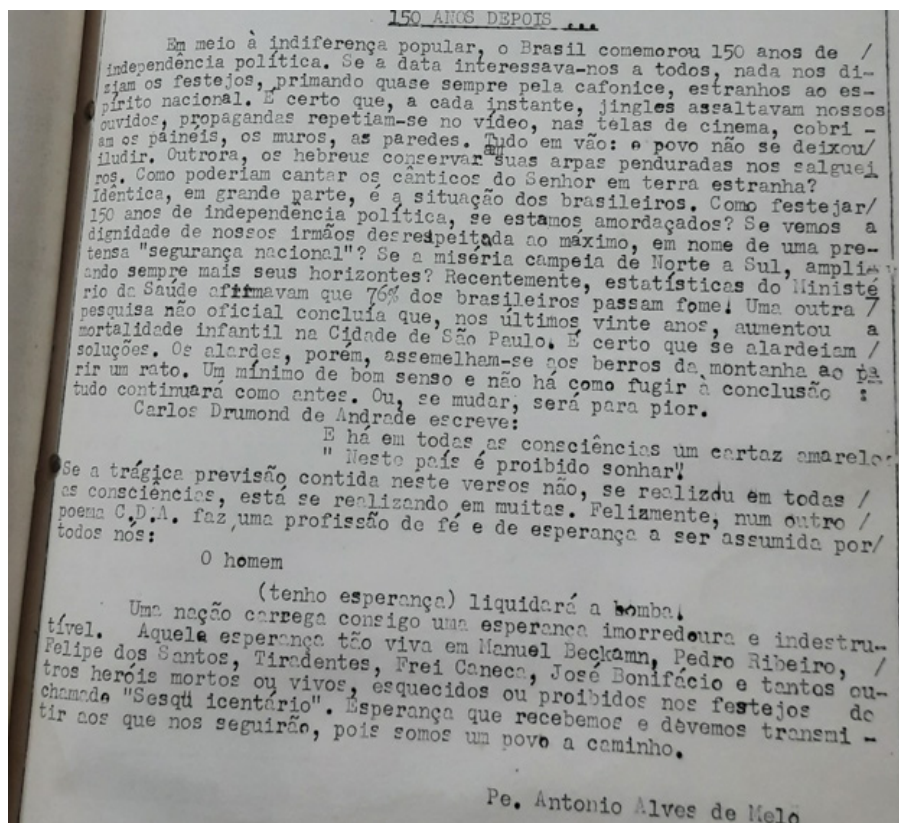 150 ANOS DEPOIS ...
Em meio à indiferença popular, o Brasil comemorou 150 anos de /
independência política. Se a data interessava-nos a todos, nada nos di-
ziam os festejos, primando quase sempre pela cafonice, estranhos ao es-
pírito nacional. É certo que, a cada instante, jingles assaltavam nossos
ouvidos, propagandas repetiam-se no vídeo, nas telas de cinema, cobri -
am os painéis, os muros, as paredes. Tudo em vão: o povo não se deixou/
iludir. Outrora, os hebreus conservaram suas arpas penduradas nos salguei
ros. Como poderiam cantar os cânticos do Senhor em terra estranha?
Idêntica, em grande parte, é a situação dos brasileiros. Como festejar/
150 anos de independência política, se estamos amordaçados? Se vemos a
dignidade de nossos irmãos desrespeitada ao máximo, em nome de uma pre-
tensa "segurança nacional"? Se a miséria campeia de Norte a Sul, ampli-
ando sempre mais seus horizontes? Recentemente, estatísticas do Ministé
rio da Saúde afirmavam que 76% dos brasileiros passam fome. Uma outra /
pesquisa não oficial concluía que, nos últimos vinte anos, aumentou a
mortalidade infantil na Cidade de São Paulo. É certo que se alardeiam /
soluções. Os alardes, porém, assemelham-se aos berros da montanha ao pa
rir um rato. Um mínimo de bom senso e não há como fugir à conclusão :
tudo continuará como antes. Ou, se mudar, será para pior.
Carlos Drumond de Andrade escreve:
E há em todas as consciências um cartaz amarelo:
" Neste país é proibido sonhar".
Se a trágica previsão contida neste versos não, se realizou em todas /
as consciências, está se realizando em muitas. Felizmente, num outro /
poema C.D.A. faz uma profissão de fé e de esperança a ser assumida por/
todos nós:
O homem
(tenho esperança) liquidará a bomba.
Uma nação carrega consigo uma esperança imorredoura e indestru-
tível. Aquela esperança tão viva em Manuel Beckamn, Pedro Ribeiro, /
Felipe dos Santos, Tiradentes, Frei Caneca, José Bonifácio e tantos ou-
tros heróis mortos ou vivos, esquecidos ou proibidos nos festejos do
chamado "Sesqü icentário". Esperança que recebemos e devemos transmi -
tir aos que nos seguirão, pois somos um povo a caminho.
Pe. Antonio Alves de Melo